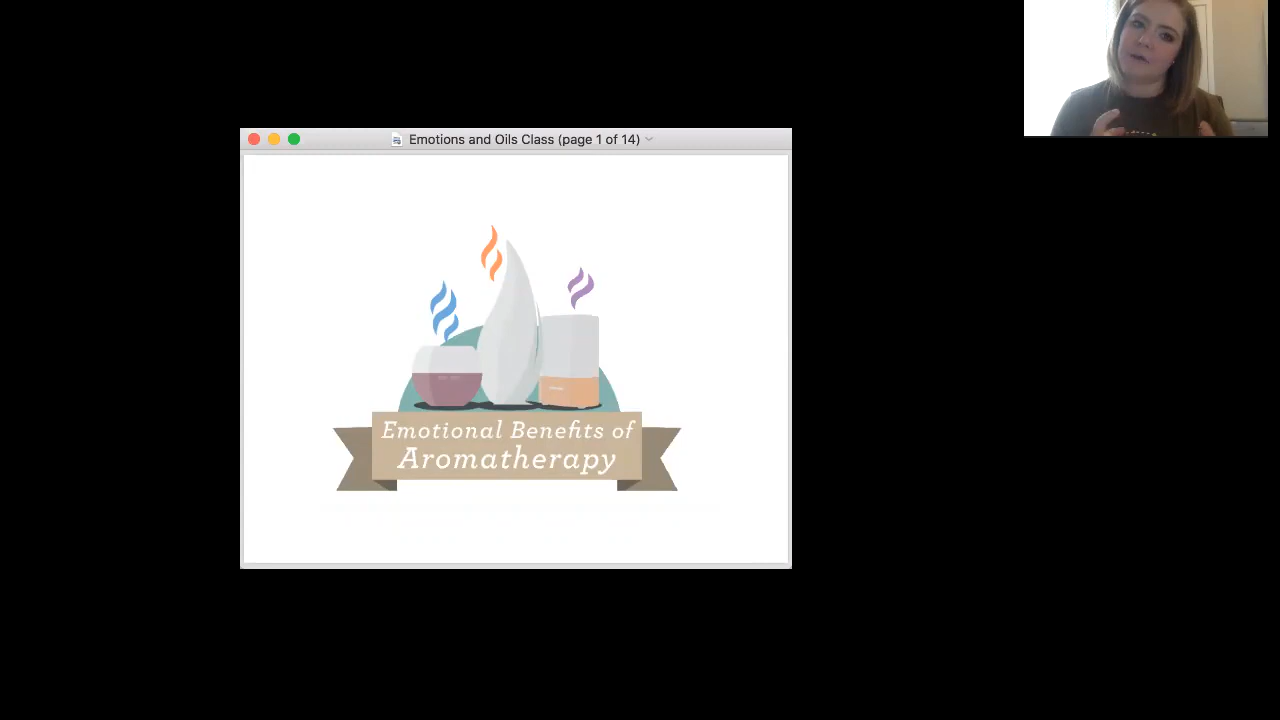 Emotions and Oils Class (page 1 of 14)
Emotional Benefits of
Aromatherapy